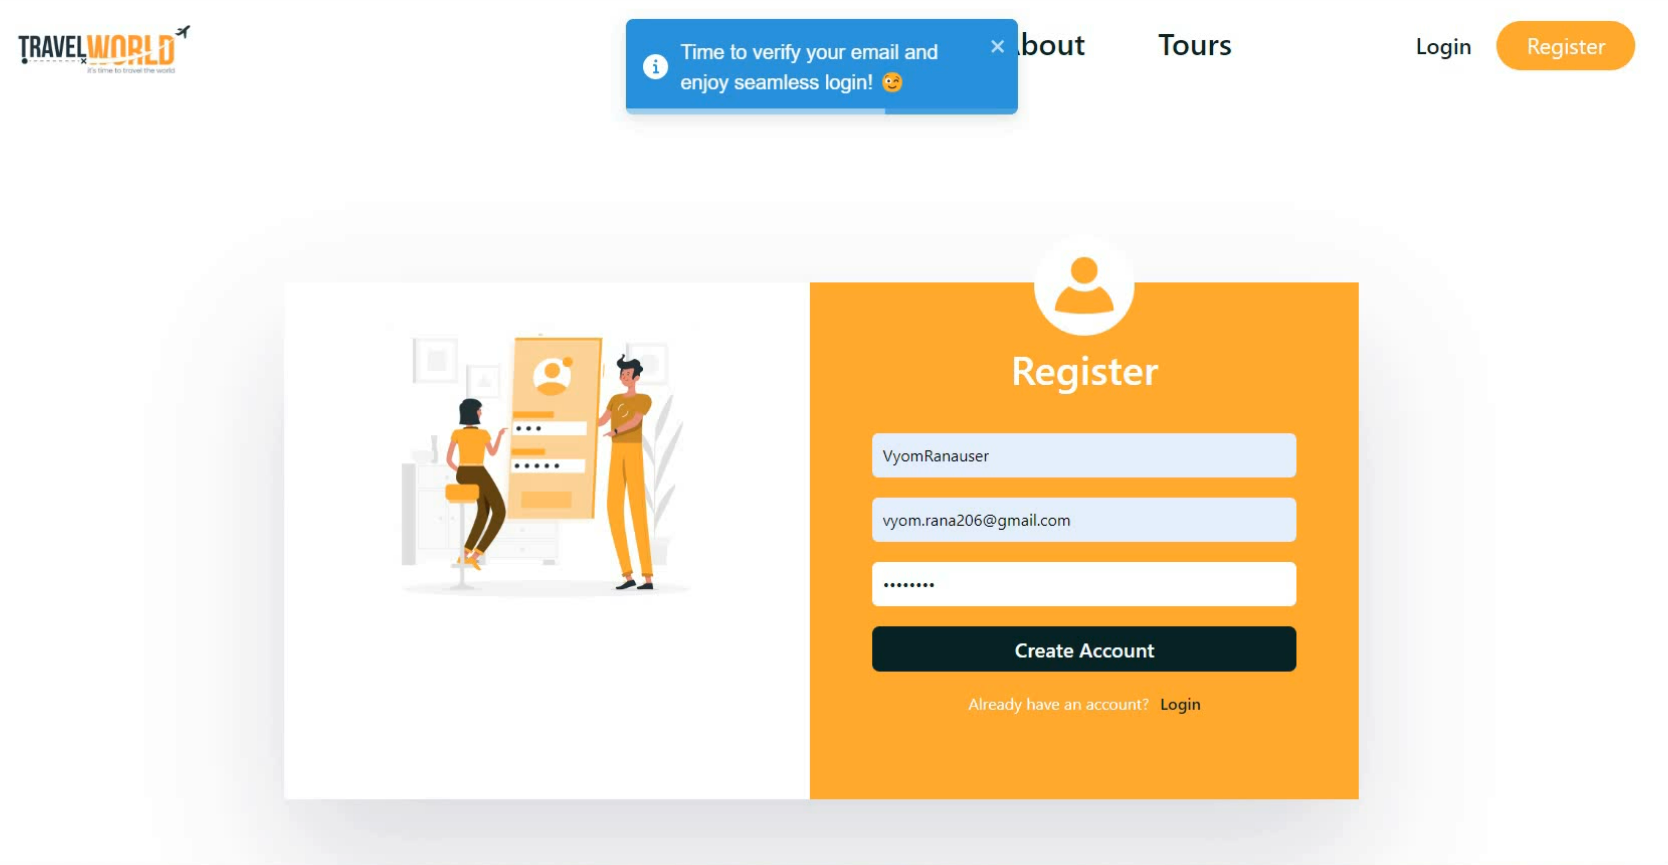 TRAVELWORLD
it's time to travel the world
Time to verify your email and
enjoy seamless login! 😉
About
Tours
Login
Register
Register
VyomRanauser
vyom.rana206@gmail.com
••••••••
Create Account
Already have an account? Login